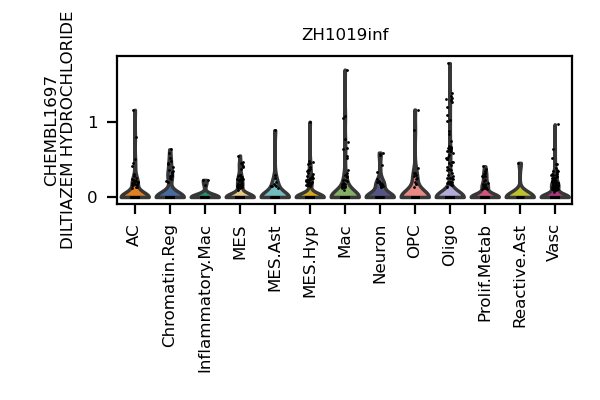 ZH1019inf
CHEMBL1697
DILTIAZEM HYDROCHLORIDE
1
0
AC
Chromatin.Reg
Inflammatory.Mac
MES
MES.Ast
MES.Hyp
Mac
Neuron
OPC
Oligo
Prolif.Metab
Reactive.Ast
Vasc